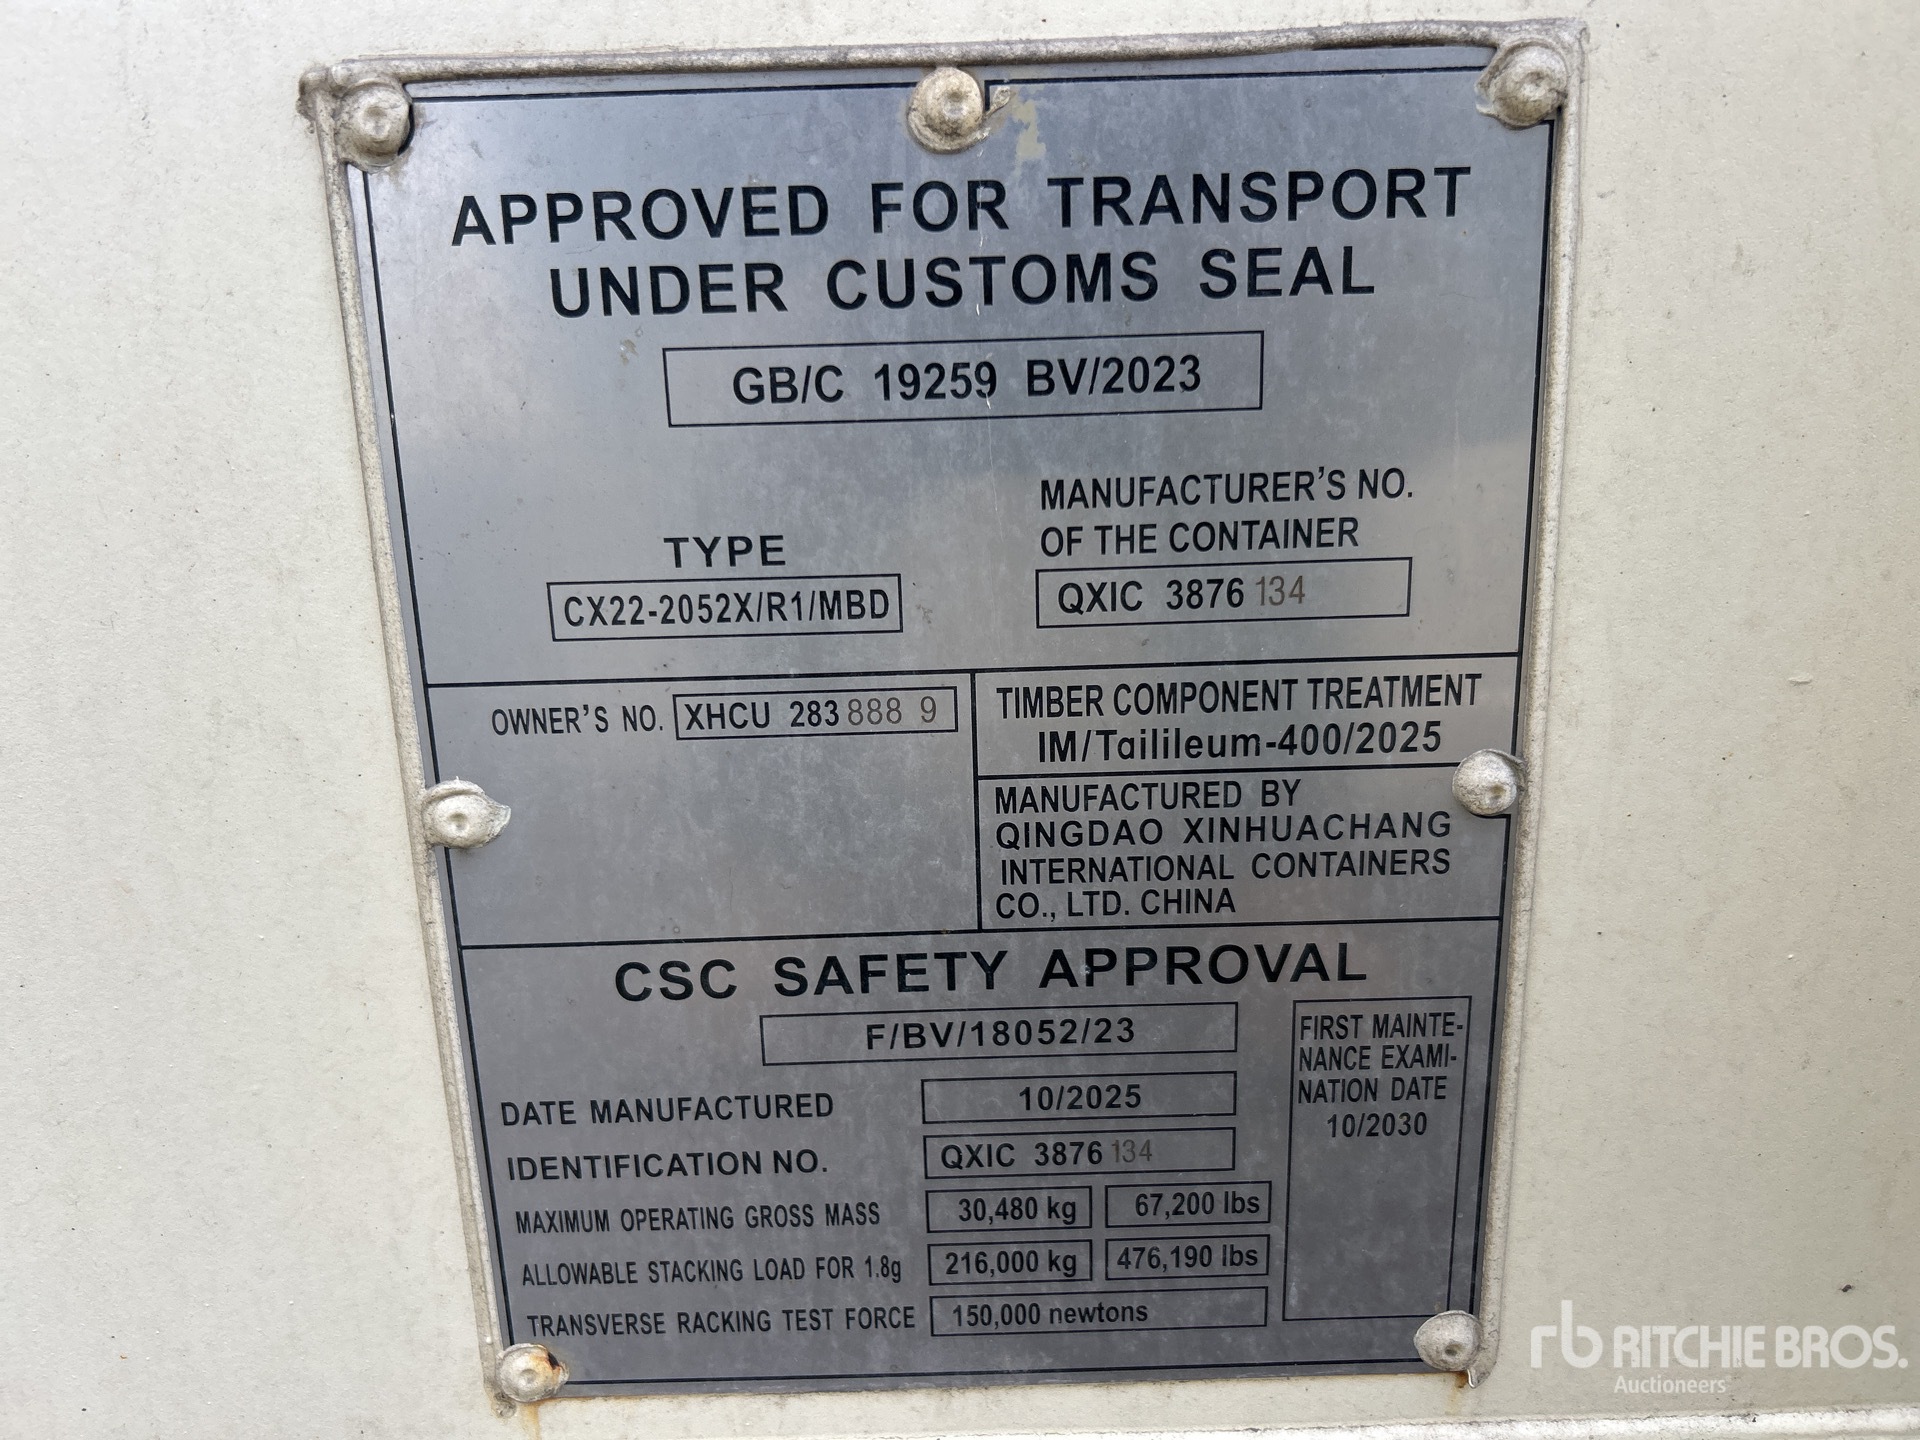 APPROVED FOR TRANSPORT
UNDER CUSTOMS SEAL
GB/C 19259 BV/2023
TYPE
CX22-2052X/R1/MBD
MANUFACTURER'S NO.
OF THE CONTAINER
QXIC 3876 134
OWNER'S NO. XHCU 283 888 9
TIMBER COMPONENT TREATMENT
IM/Tailileum-400/2025
MANUFACTURED BY
QINGDAO XINHUACHANG
INTERNATIONAL CONTAINERS
CO., LTD. CHINA
CSC SAFETY APPROVAL
F/BV/18052/23
DATE MANUFACTURED 10/2025
IDENTIFICATION NO. QXIC 3876 134
MAXIMUM OPERATING GROSS MASS 30,480 kg 67,200 lbs
ALLOWABLE STACKING LOAD FOR 1.8g 216,000 kg 476,190 lbs
TRANSVERSE RACKING TEST FORCE 150,000 newtons
FIRST MAINTE-
NANCE EXAMI-
NATION DATE
10/2030
rb RITCHIE BROS.
Auctioneers